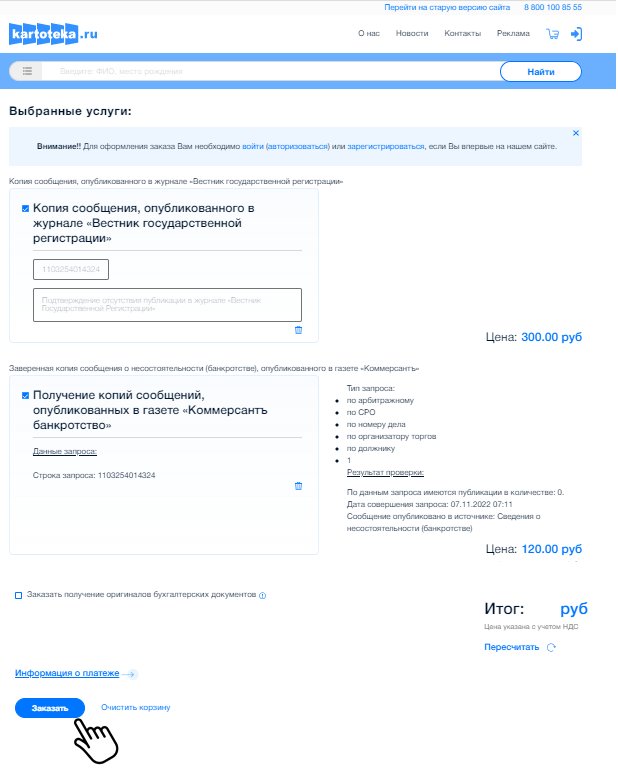 Перейти на старую версию сайта 8 800 100 85 55
kartoteka.ru
О нас Новости Контакты Реклама
Введите: ФИО, место рождения
Найти
Выбранные услуги:
Внимание!! Для оформления заказа Вам необходимо войти (авторизоваться) или зарегистрироваться, если Вы впервые на нашем сайте.
Копия сообщения, опубликованного в журнале «Вестник государственной регистрации»
Копия сообщения, опубликованного в
журнале «Вестник государственной
регистрации»
1103254014324
Подтверждение отсутствия публикации в журнале «Вестник
Государственной Регистрации»
Цена: 300.00 руб
Заверенная копия сообщения о несостоятельности (банкротстве), опубликованного в газете «Коммерсантъ»
Получение копий сообщений,
опубликованных в газете «Коммерсантъ
банкротство»
Данные запроса:
Строка запроса: 1103254014324
Тип запроса:
по арбитражному
по СРО
по номеру дела
по организатору торгов
по должнику
1
Результат проверки:
По данным запроса имеются публикации в количестве: 0.
Дата совершения запроса: 07.11.2022 07:11
Сообщение опубликовано в источнике: Сведения о
несостоятельности (банкротстве)
Цена: 120.00 руб
Заказать получение оригиналов бухгалтерских документов
Итог: руб
Цена указана с учетом НДС
Пересчитать
Информация о платеже
Заказать
Очистить корзину